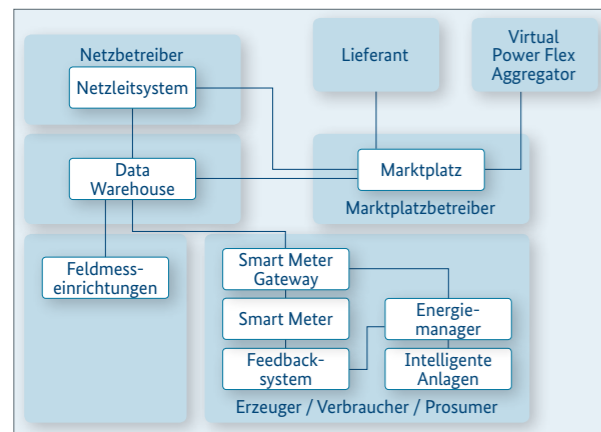 Netzbetreiber
Netzleitsystem
Lieferant
Virtual
Power Flex
Aggregator
Data
Warehouse
Marktplatz
Marktplatzbetreiber
Feldmess-
einrichtungen
Smart Meter
Gateway
Smart Meter
Feedback-
system
Energie-
manager
Intelligente
Anlagen
Erzeuger / Verbraucher / Prosumer